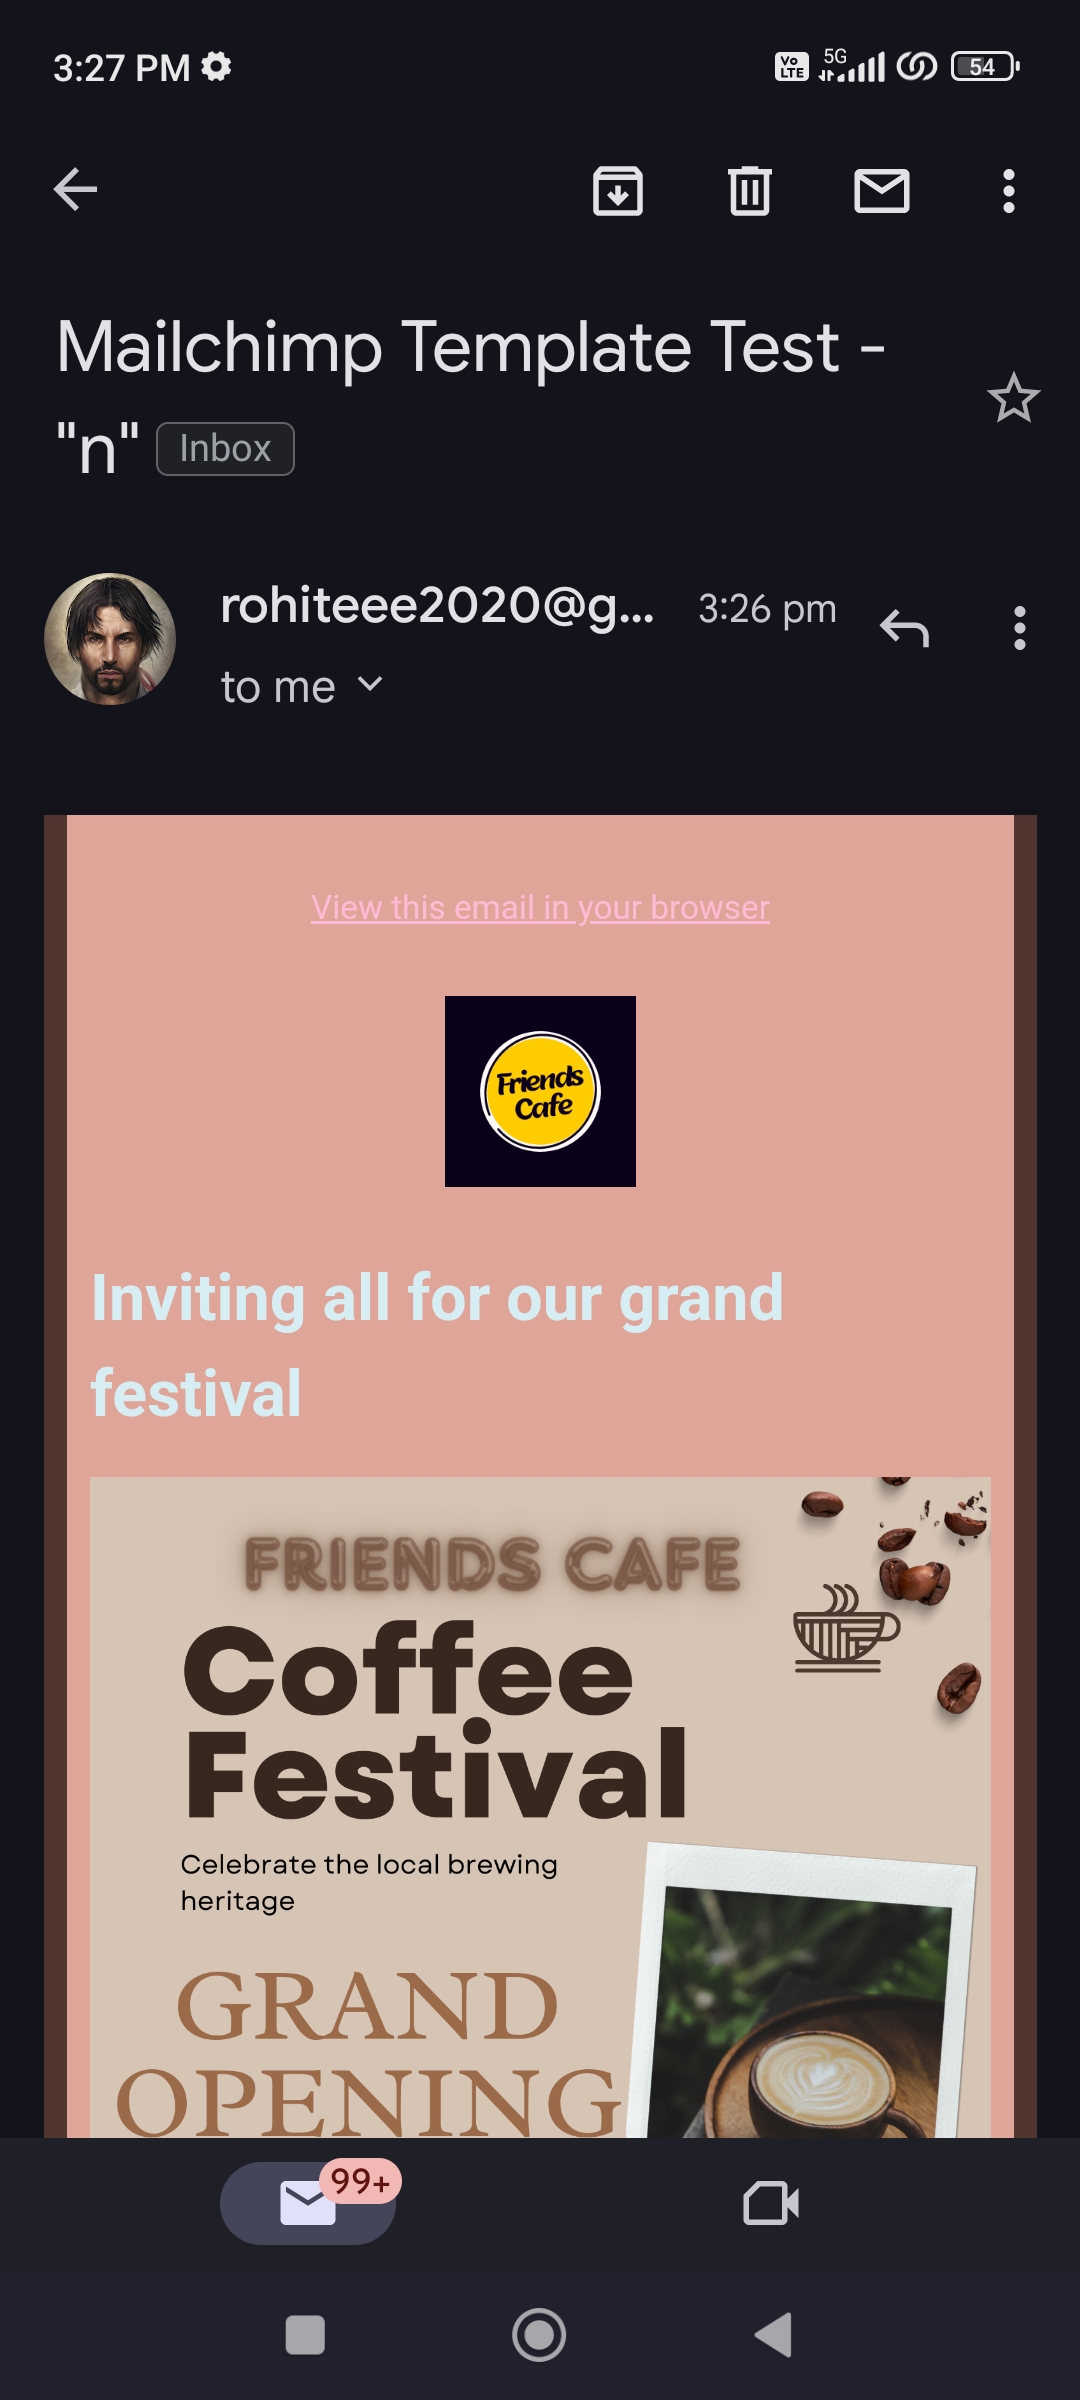 3:27 PM
Vo LTE
5G
54
Mailchimp Template Test -
"n" Inbox
rohiteee2020@g... 3:26 pm
to me
View this email in your browser
Friends
Cafe
Inviting all for our grand
festival
FRIENDS CAFE
Coffee
Festival
Celebrate the local brewing
heritage
GRAND
OPENING
99+